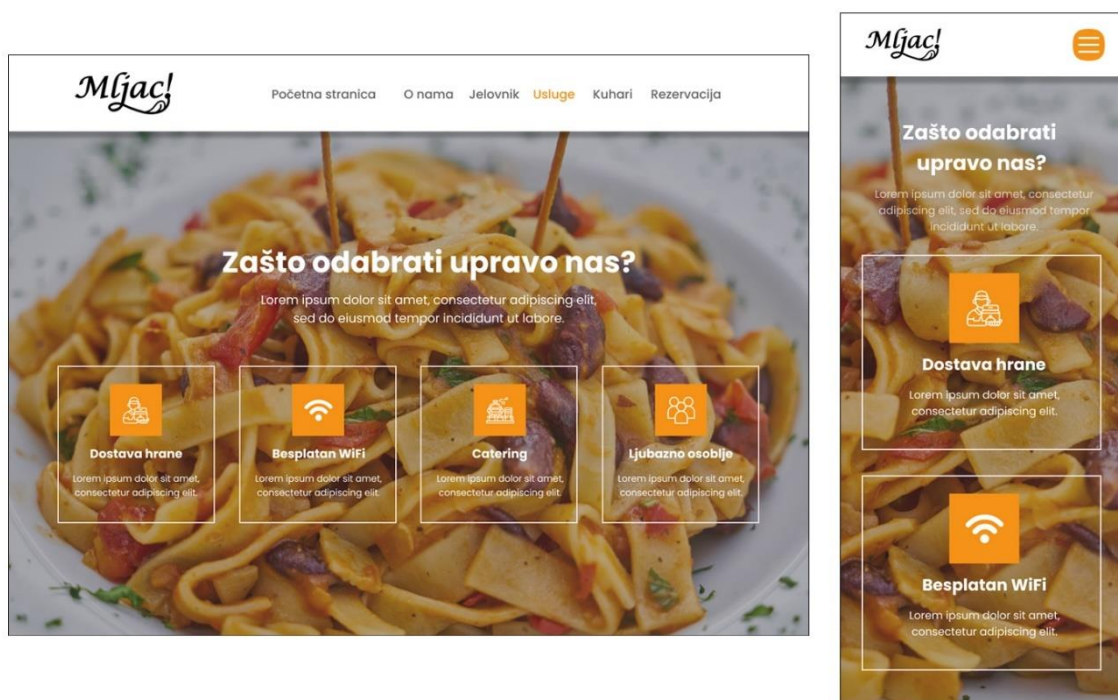 Mljac!
Početna stranica O nama Jelovnik Usluge Kuhari Rezervacija
Zašto odabrati upravo nas?
Lorem ipsum dolor sit amet, consectetur adipiscing elit,
sed do eiusmod tempor incididunt ut labore.
Dostava hrane
Lorem ipsum dolor sit amet,
consectetur adipiscing elit.
Besplatan WiFi
Lorem ipsum dolor sit amet,
consectetur adipiscing elit.
Catering
Lorem ipsum dolor sit amet,
consectetur adipiscing elit.
Ljubazno osoblje
Lorem ipsum dolor sit amet,
consectetur adipiscing elit.
Mljac!
Zašto odabrati
upravo nas?
Lorem ipsum dolor sit amet, consectetur
adipiscing elit, sed do eiusmod tempor
incididunt ut labore.
Dostava hrane
Lorem ipsum dolor sit amet,
consectetur adipiscing elit.
Besplatan WiFi
Lorem ipsum dolor sit amet,
consectetur adipiscing elit.